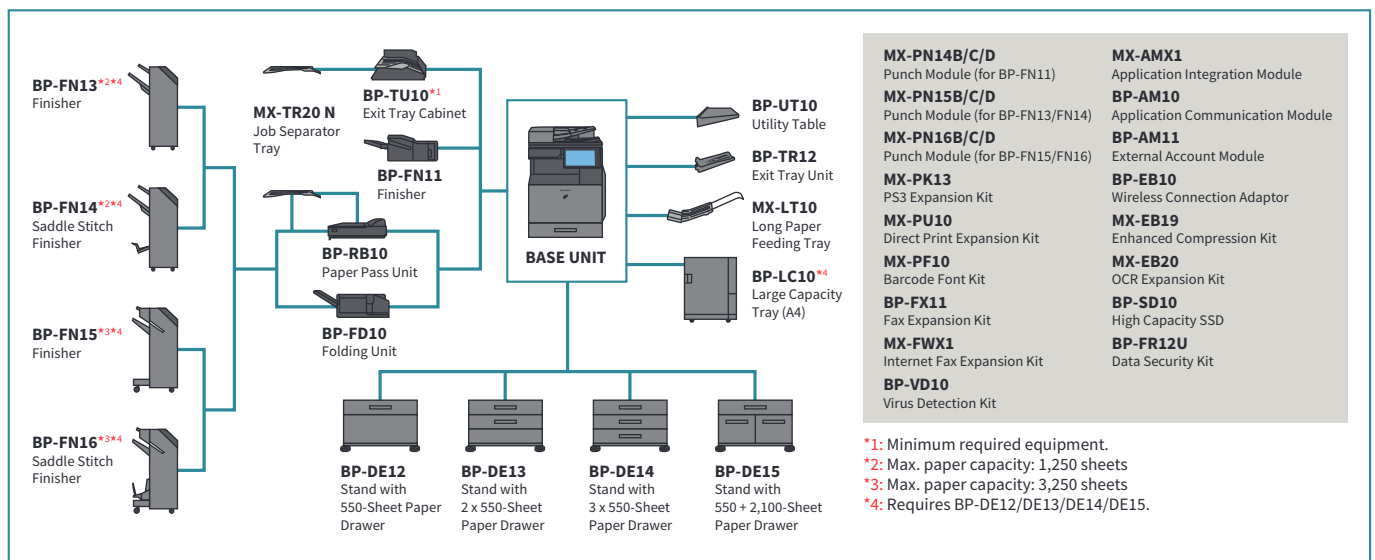 BP-FN13*2*4
Finisher
BP-FN14*2*4
Saddle Stitch
Finisher
BP-FN15*3*4
Finisher
BP-FN16*3*4
Saddle Stitch
Finisher
MX-TR20 N
Job Separator
Tray
BP-TU10*1
Exit Tray Cabinet
BP-FN11
Finisher
BP-RB10
Paper Pass Unit
BP-FD10
Folding Unit
BASE UNIT
BP-UT10
Utility Table
BP-TR12
Exit Tray Unit
MX-LT10
Long Paper
Feeding Tray
BP-LC10*4
Large Capacity
Tray (A4)
BP-DE12
Stand with
550-Sheet Paper
Drawer
BP-DE13
Stand with
2 x 550-Sheet
Paper Drawer
BP-DE14
Stand with
3 x 550-Sheet
Paper Drawer
BP-DE15
Stand with
550 + 2,100-Sheet
Paper Drawer
MX-PN14B/C/D
Punch Module (for BP-FN11)
MX-PN15B/C/D
Punch Module (for BP-FN13/FN14)
MX-PN16B/C/D
Punch Module (for BP-FN15/FN16)
MX-PK13
PS3 Expansion Kit
MX-PU10
Direct Print Expansion Kit
MX-PF10
Barcode Font Kit
BP-FX11
Fax Expansion Kit
MX-FWX1
Internet Fax Expansion Kit
BP-VD10
Virus Detection Kit
MX-AMX1
Application Integration Module
BP-AM10
Application Communication Module
BP-AM11
External Account Module
BP-EB10
Wireless Connection Adaptor
MX-EB19
Enhanced Compression Kit
MX-EB20
OCR Expansion Kit
BP-SD10
High Capacity SSD
BP-FR12U
Data Security Kit
*1: Minimum required equipment.
*2: Max. paper capacity: 1,250 sheets
*3: Max. paper capacity: 3,250 sheets
*4: Requires BP-DE12/DE13/DE14/DE15.